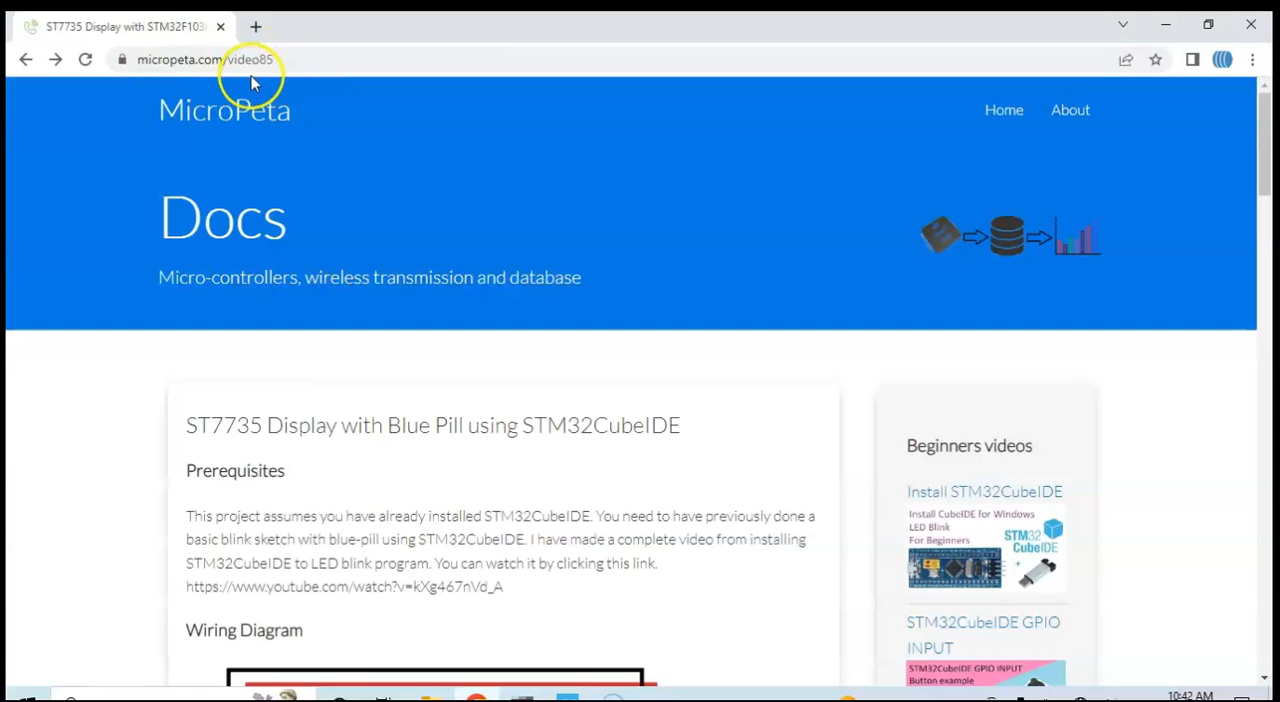 ST7735 Display with STM32F103
micropeta.com/video85
MicroPeta
Home
About
Docs
Micro-controllers, wireless transmission and database
ST7735 Display with Blue Pill using STM32CubeIDE
Prerequisites
This project assumes you have already installed STM32CubeIDE. You need to have previously done a
basic blink sketch with blue-pill using STM32CubeIDE. I have made a complete video from installing
STM32CubeIDE to LED blink program. You can watch it by clicking this link.
https://www.youtube.com/watch?v=kXg467nVd_A
Wiring Diagram
Beginners videos
Install STM32CubeIDE
Install CubeIDE for Windows
LED Blink
For Beginners
STM32
CubeIDE
STM32CubeIDE GPIO
INPUT
STM32CubeIDE GPIO INPUT
Button example
10:42 AM